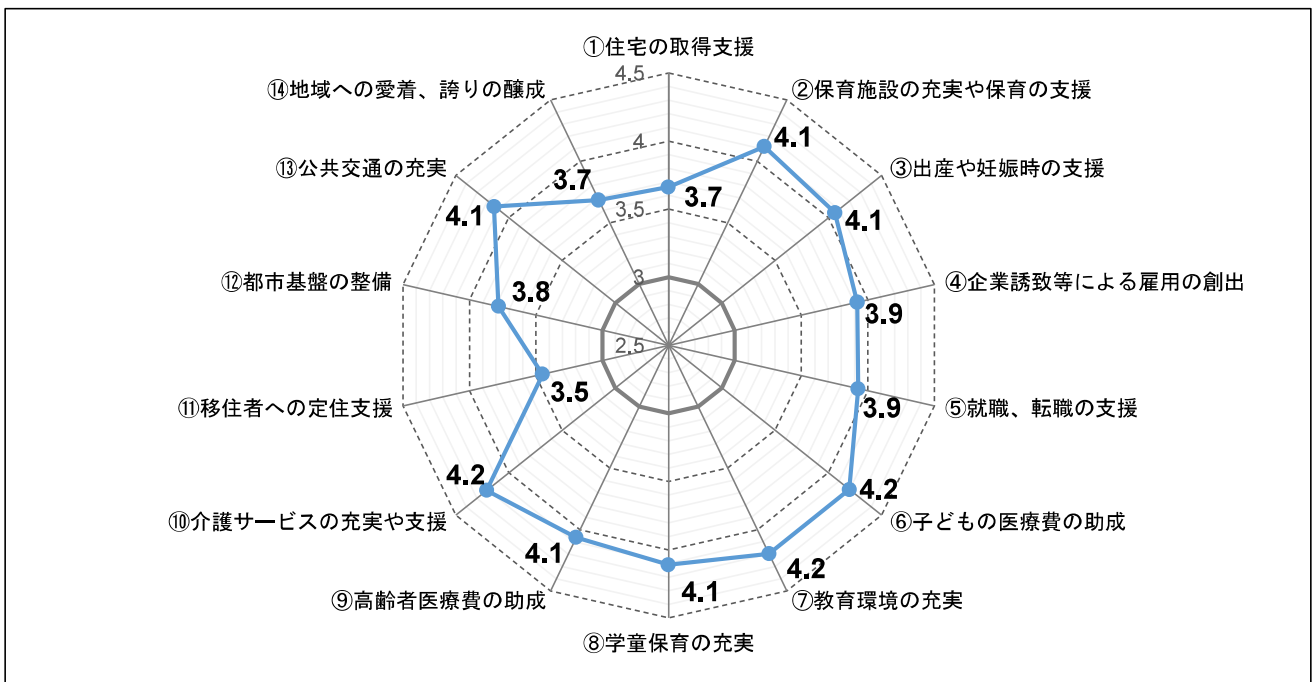 ①住宅の取得支援
4.5
⑭地域への愛着、誇りの醸成
②保育施設の充実や保育の支援
4.1
4
⑬公共交通の充実
③出産や妊娠時の支援
3.7
3.7
4.1
4.1
3.5
⑫都市基盤の整備
3
④企業誘致等による雇用の創出
3.8
3.9
2.5
3.5
3.9
⑪移住者への定住支援
⑤就職、転職の支援
4.2
4.2
⑩介護サービスの充実や支援
⑥子どもの医療費の助成
4.1
4.1
4.2
⑨高齢者医療費の助成
⑦教育環境の充実
⑧学童保育の充実